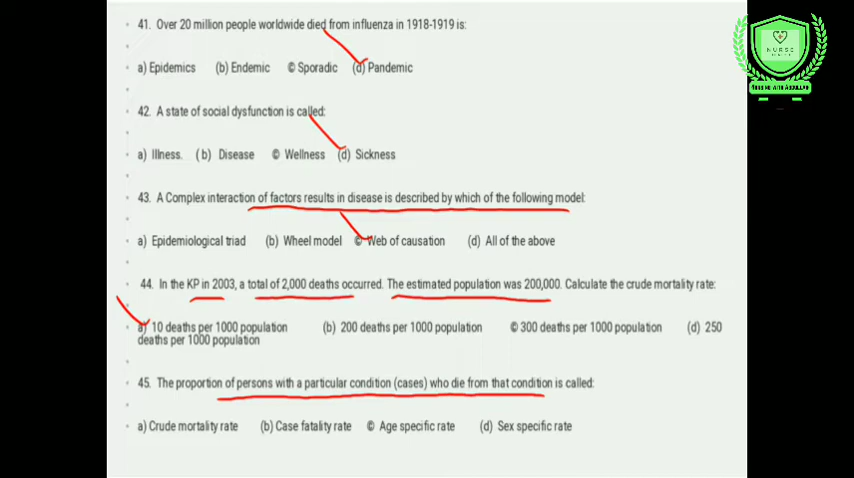 41. Over 20 million people worldwide died from influenza in 1918-1919 is:
a) Epidemics (b) Endemic © Sporadic (d) Pandemic
42. A state of social dysfunction is called:
a) Illness. (b) Disease © Wellness (d) Sickness
43. A Complex interaction of factors results in disease is described by which of the following model:
a) Epidemiological triad (b) Wheel model © Web of causation (d) All of the above
44. In the KP in 2003, a total of 2,000 deaths occurred. The estimated population was 200,000. Calculate the crude mortality rate:
a) 10 deaths per 1000 population (b) 200 deaths per 1000 population © 300 deaths per 1000 population (d) 250
deaths per 1000 population
45. The proportion of persons with a particular condition (cases) who die from that condition is called:
a) Crude mortality rate (b) Case fatality rate © Age specific rate (d) Sex specific rate
NURSE
NURSING WITH ABDULLAH